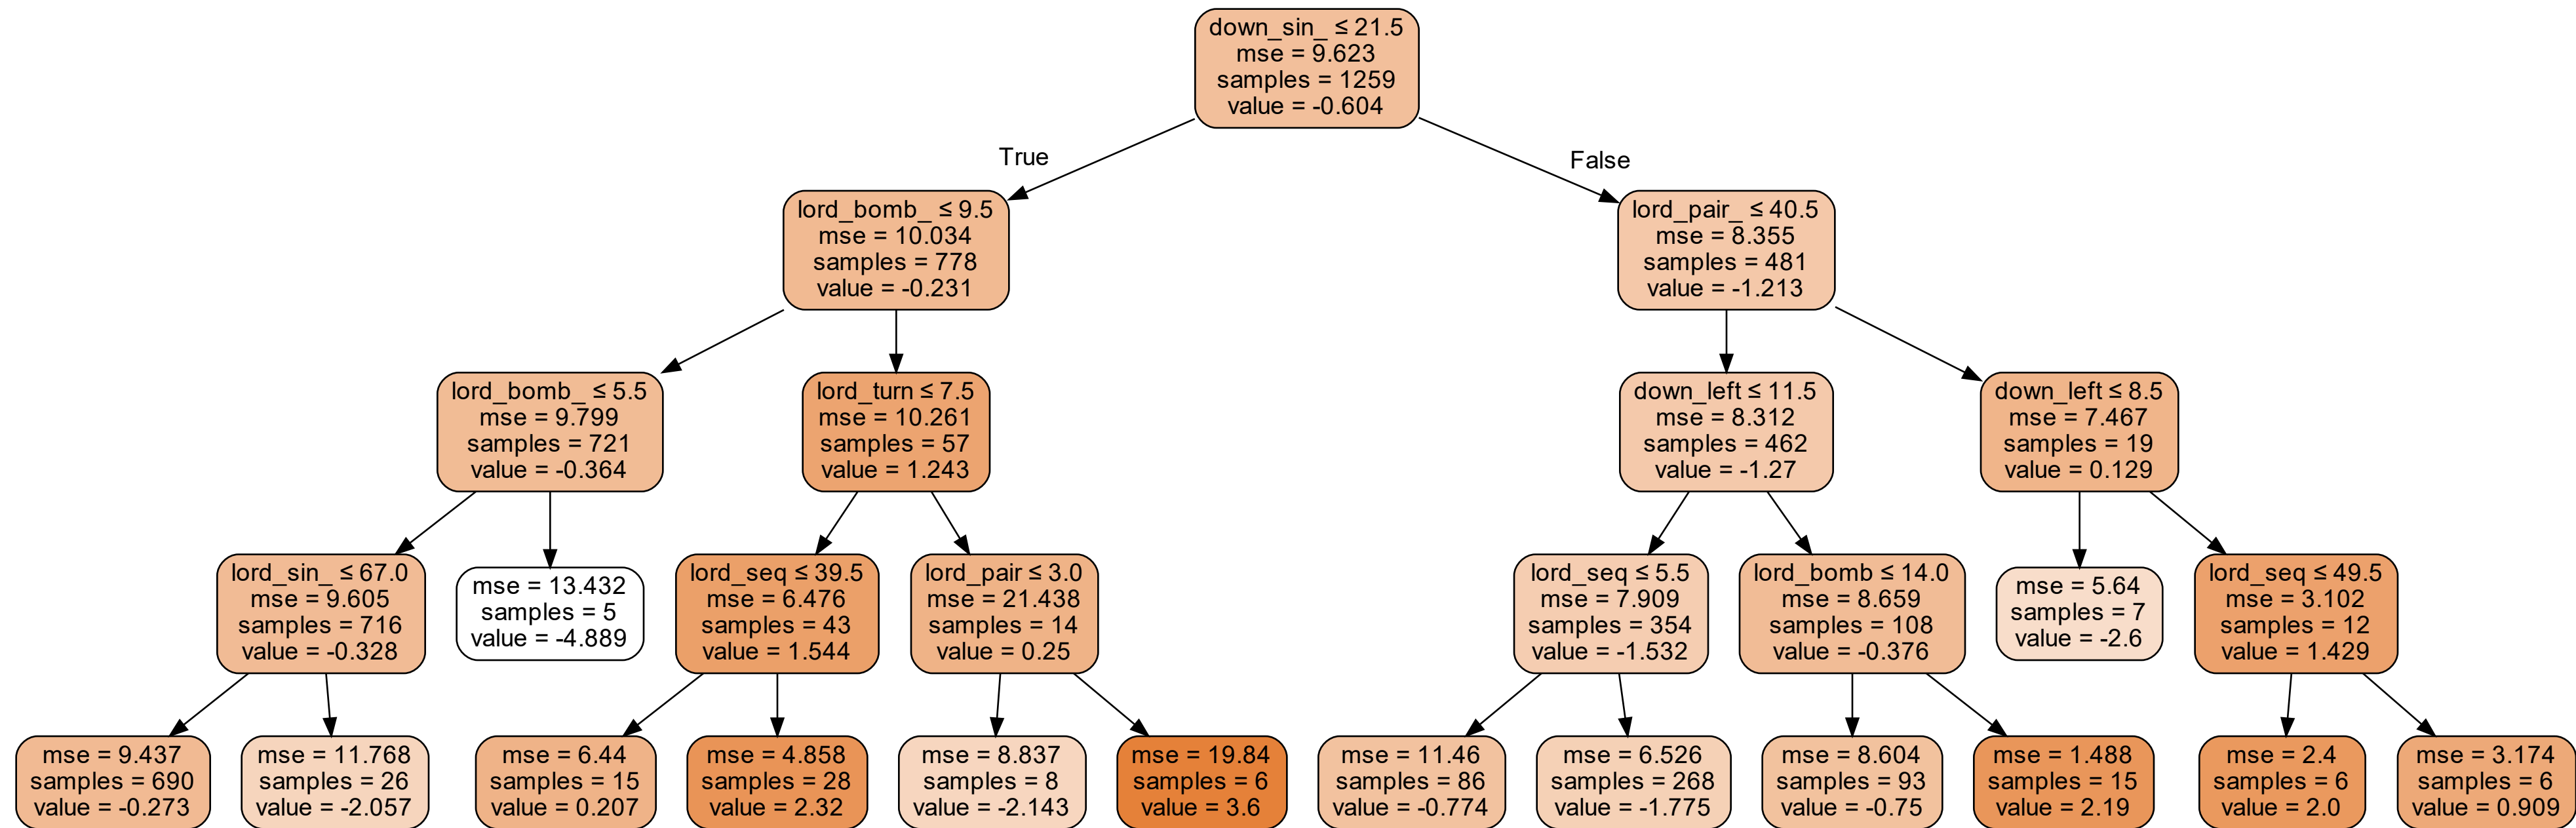 down_sin_ ≤ 21.5
mse = 9.623
samples = 1259
value = -0.604
True
False
lord_bomb_ ≤ 9.5
mse = 10.034
samples = 778
value = -0.231
lord_pair_ ≤ 40.5
mse = 8.355
samples = 481
value = -1.213
lord_bomb_ ≤ 5.5
mse = 9.799
samples = 721
value = -0.364
lord_turn ≤ 7.5
mse = 10.261
samples = 57
value = 1.243
down_left ≤ 11.5
mse = 8.312
samples = 462
value = -1.27
down_left ≤ 8.5
mse = 7.467
samples = 19
value = 0.129
lord_sin_ ≤ 67.0
mse = 9.605
samples = 716
value = -0.328
mse = 13.432
samples = 5
value = -4.889
lord_seq ≤ 39.5
mse = 6.476
samples = 43
value = 1.544
lord_pair ≤ 3.0
mse = 21.438
samples = 14
value = 0.25
lord_seq ≤ 5.5
mse = 7.909
samples = 354
value = -1.532
lord_bomb ≤ 14.0
mse = 8.659
samples = 108
value = -0.376
mse = 5.64
samples = 7
value = -2.6
lord_seq ≤ 49.5
mse = 3.102
samples = 12
value = 1.429
mse = 9.437
samples = 690
value = -0.273
mse = 11.768
samples = 26
value = -2.057
mse = 6.44
samples = 15
value = 0.207
mse = 4.858
samples = 28
value = 2.32
mse = 8.837
samples = 8
value = -2.143
mse = 19.84
samples = 6
value = 3.6
mse = 11.46
samples = 86
value = -0.774
mse = 6.526
samples = 268
value = -1.775
mse = 8.604
samples = 93
value = -0.75
mse = 1.488
samples = 15
value = 2.19
mse = 2.4
samples = 6
value = 2.0
mse = 3.174
samples = 6
value = 0.909